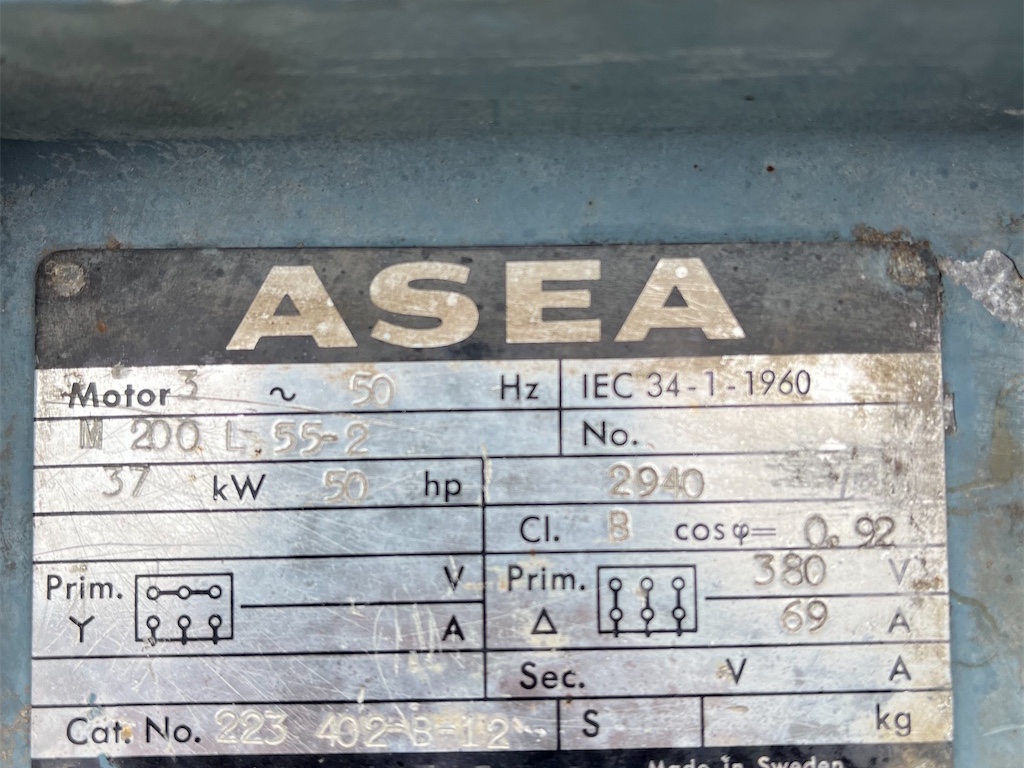 ASEA
Motor 3 ~ 50 Hz IEC 34-1-1960
M 200 L.55-2 No.
37 kW 50 hp 2940
Cl. B cosφ= 0.92
Prim. V Prim. 380 V
Y A Δ 69 A
Sec. V A
Cat. No. 223 402-B-12 S kg
Made in Sweden